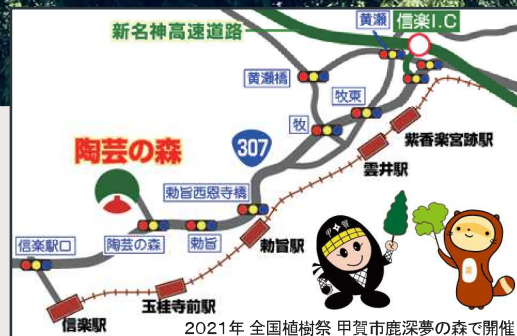 黄瀬
信楽I.C
新名神高速道路
黄瀬橋
牧東
牧
紫香楽宮跡駅
307
雲井駅
陶芸の森
勅旨西恩寺橋
信楽駅口
陶芸の森
勅旨
勅旨駅
玉桂寺前駅
信楽駅
2021年 全国植樹祭 甲賀市鹿深夢の森で開催